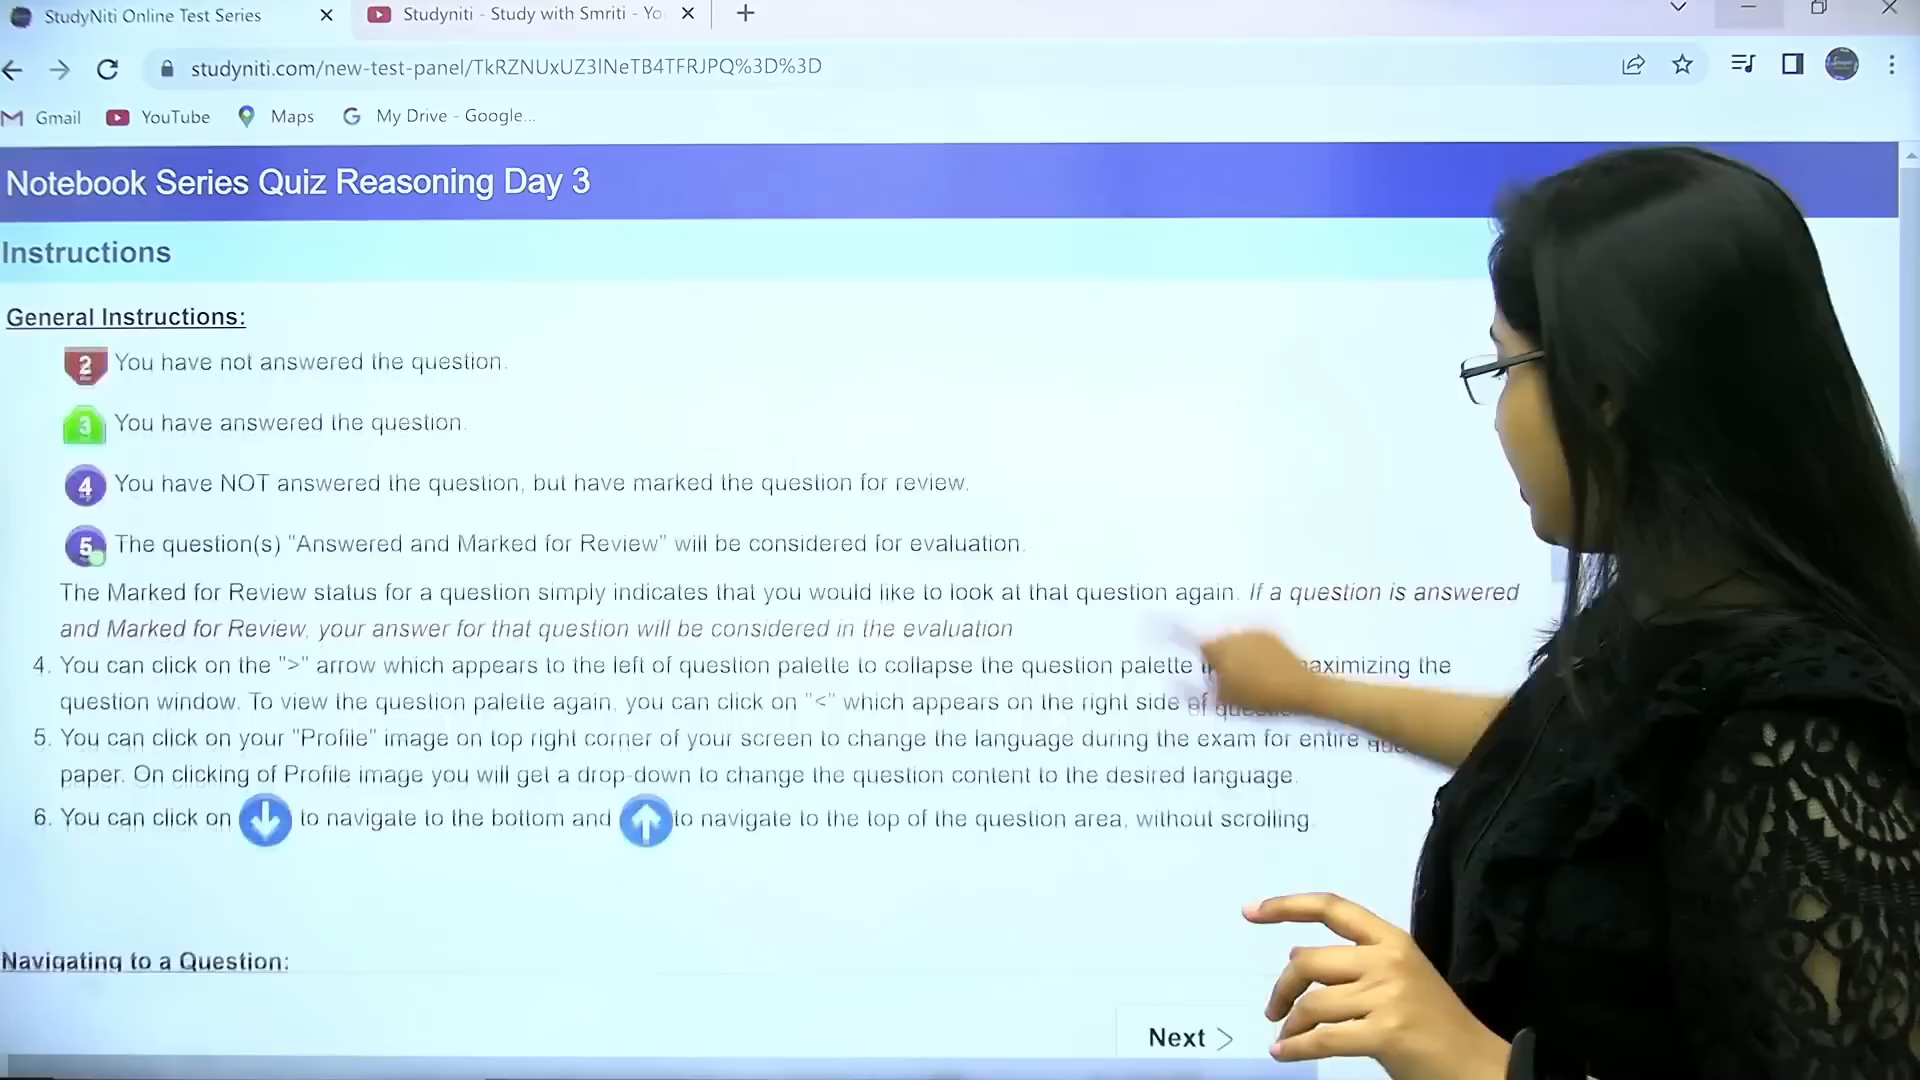 StudyNiti Online Test Series
Studyniti - Study with Smriti - Yo
studyniti.com/new-test-panel/TkRZNUxUZ3lNeTB4TFRJPQ%3D%3D
Gmail YouTube Maps My Drive - Google...
Notebook Series Quiz Reasoning Day 3
Instructions
General Instructions:
2 You have not answered the question.
3 You have answered the question.
4 You have NOT answered the question, but have marked the question for review.
5 The question(s) "Answered and Marked for Review" will be considered for evaluation.
The Marked for Review status for a question simply indicates that you would like to look at that question again. If a question is answered
and Marked for Review, your answer for that question will be considered in the evaluation
4. You can click on the ">" arrow which appears to the left of question palette to collapse the question palette maximizing the
question window. To view the question palette again, you can click on "<" which appears on the right side of
5. You can click on your "Profile" image on top right corner of your screen to change the language during the exam for entire
paper. On clicking of Profile image you will get a drop-down to change the question content to the desired language.
6. You can click on to navigate to the bottom and to navigate to the top of the question area, without scrolling.
Navigating to a Question:
Next >